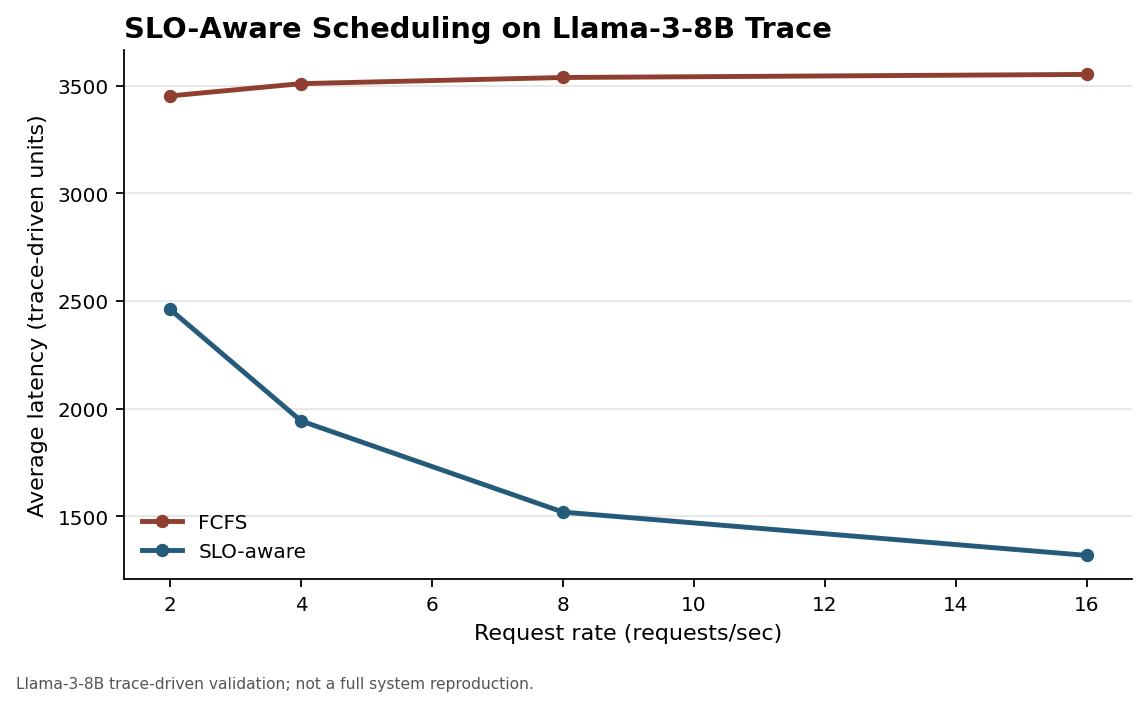 SLO-Aware Scheduling on Llama-3-8B Trace
Average latency (trace-driven units)
3500
3000
2500
2000
1500
FCFS
SLO-aware
2 4 6 8 10 12 14 16
Request rate (requests/sec)
Llama-3-8B trace-driven validation; not a full system reproduction.